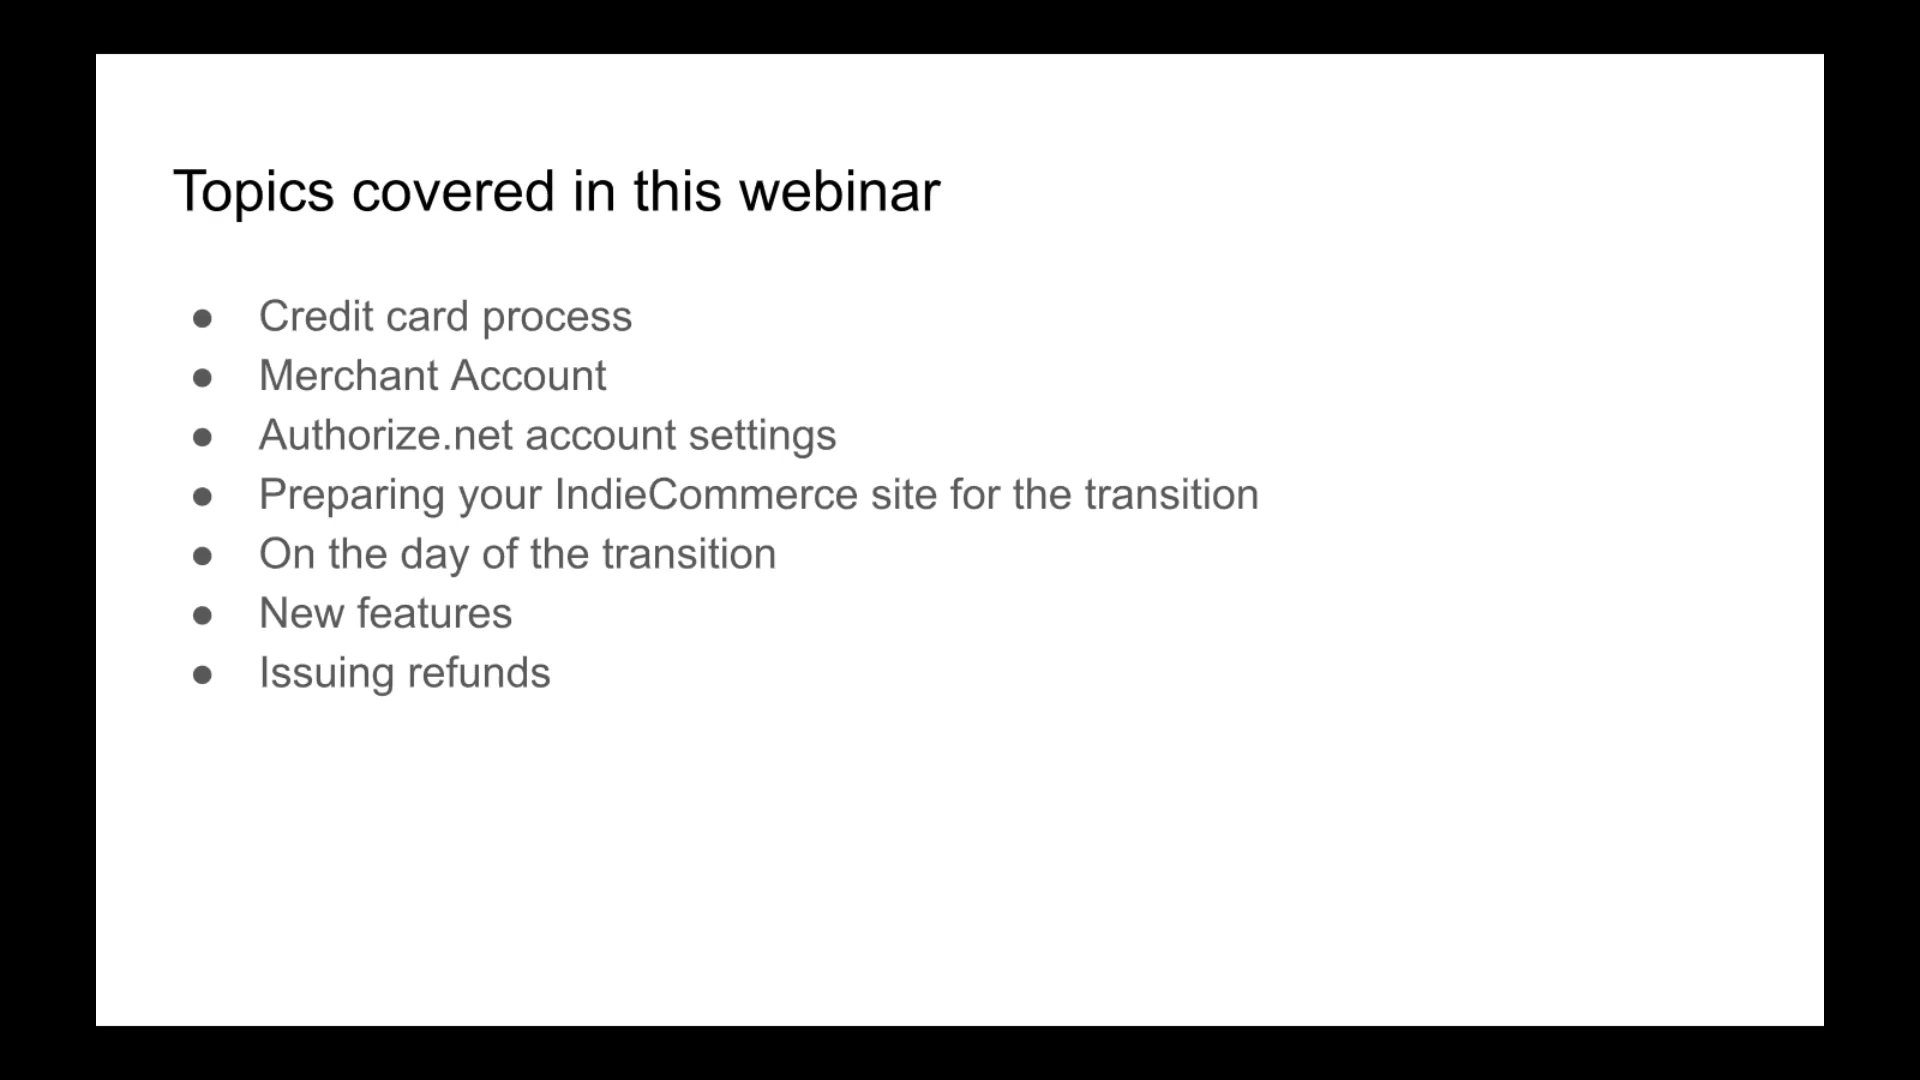 Topics covered in this webinar
● Credit card process
● Merchant Account
● Authorize.net account settings
● Preparing your IndieCommerce site for the transition
● On the day of the transition
● New features
● Issuing refunds